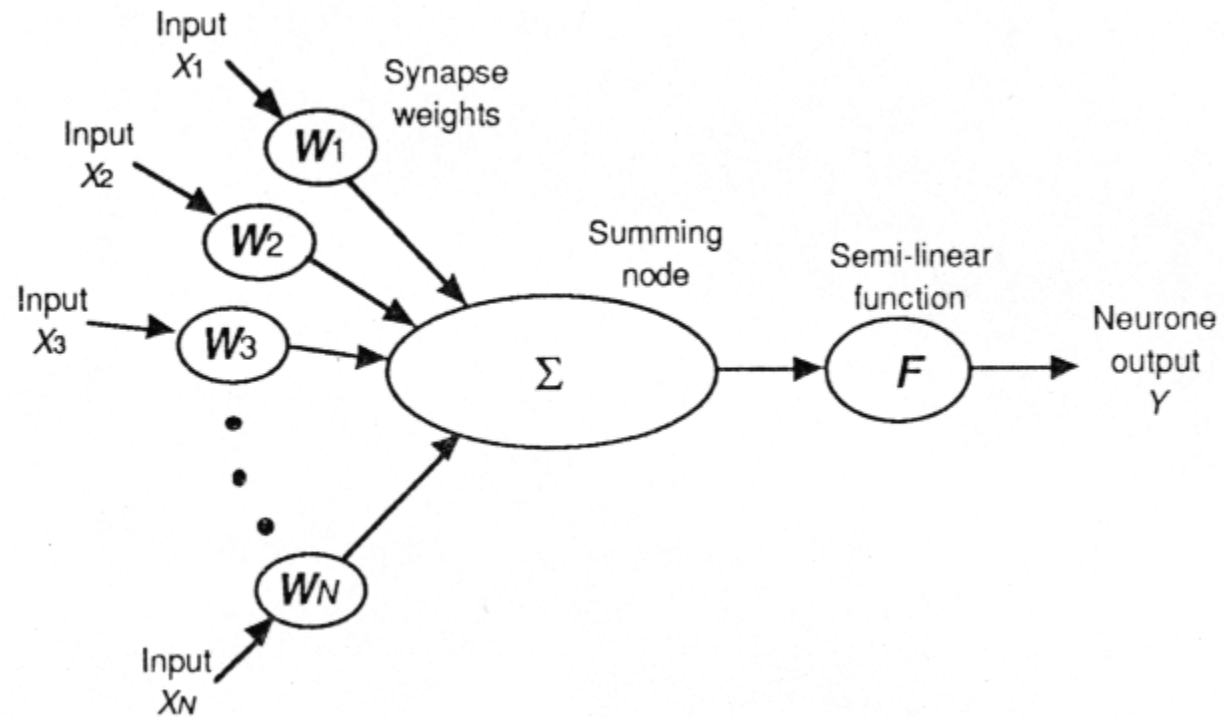 Input
X1
Synapse
weights
W1
Input
X2
W2
Summing
node
Semi-linear
function
Input
X3
W3
Σ
F
Neurone
output
Y
WN
Input
XN